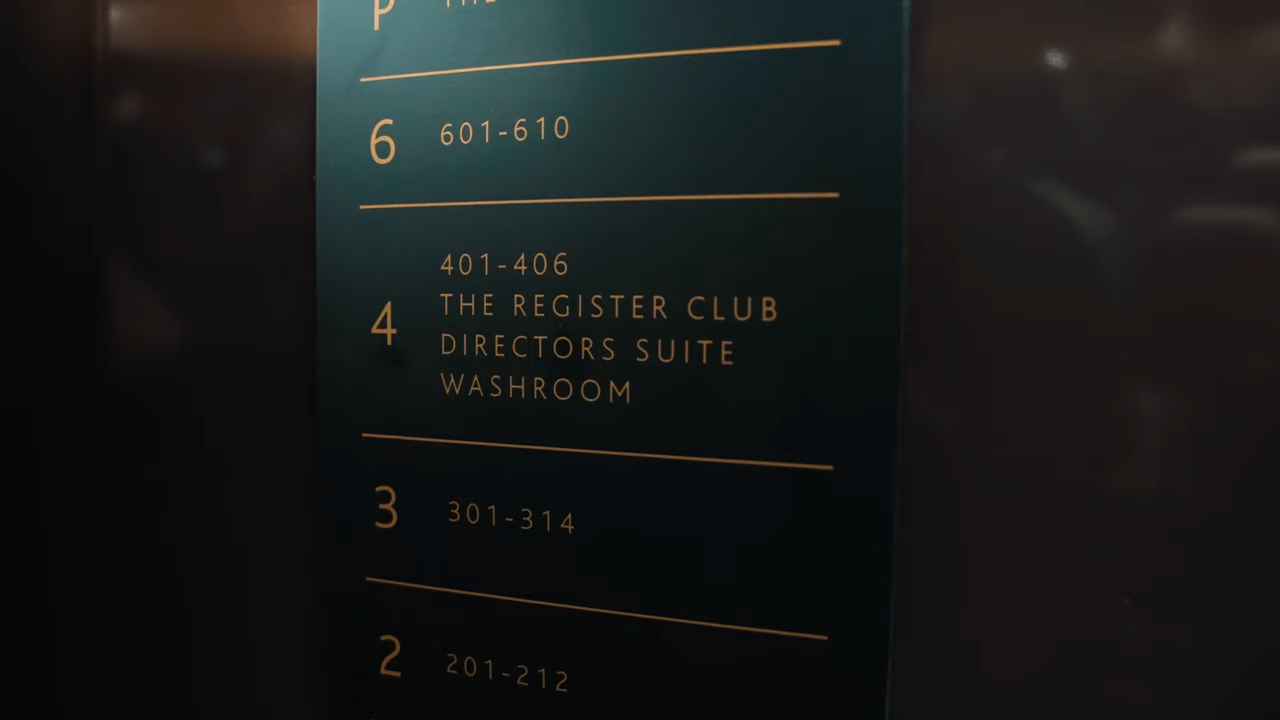 P
6 601-610
401-406
4 THE REGISTER CLUB
DIRECTORS SUITE
WASHROOM
3 301-314
2 201-212